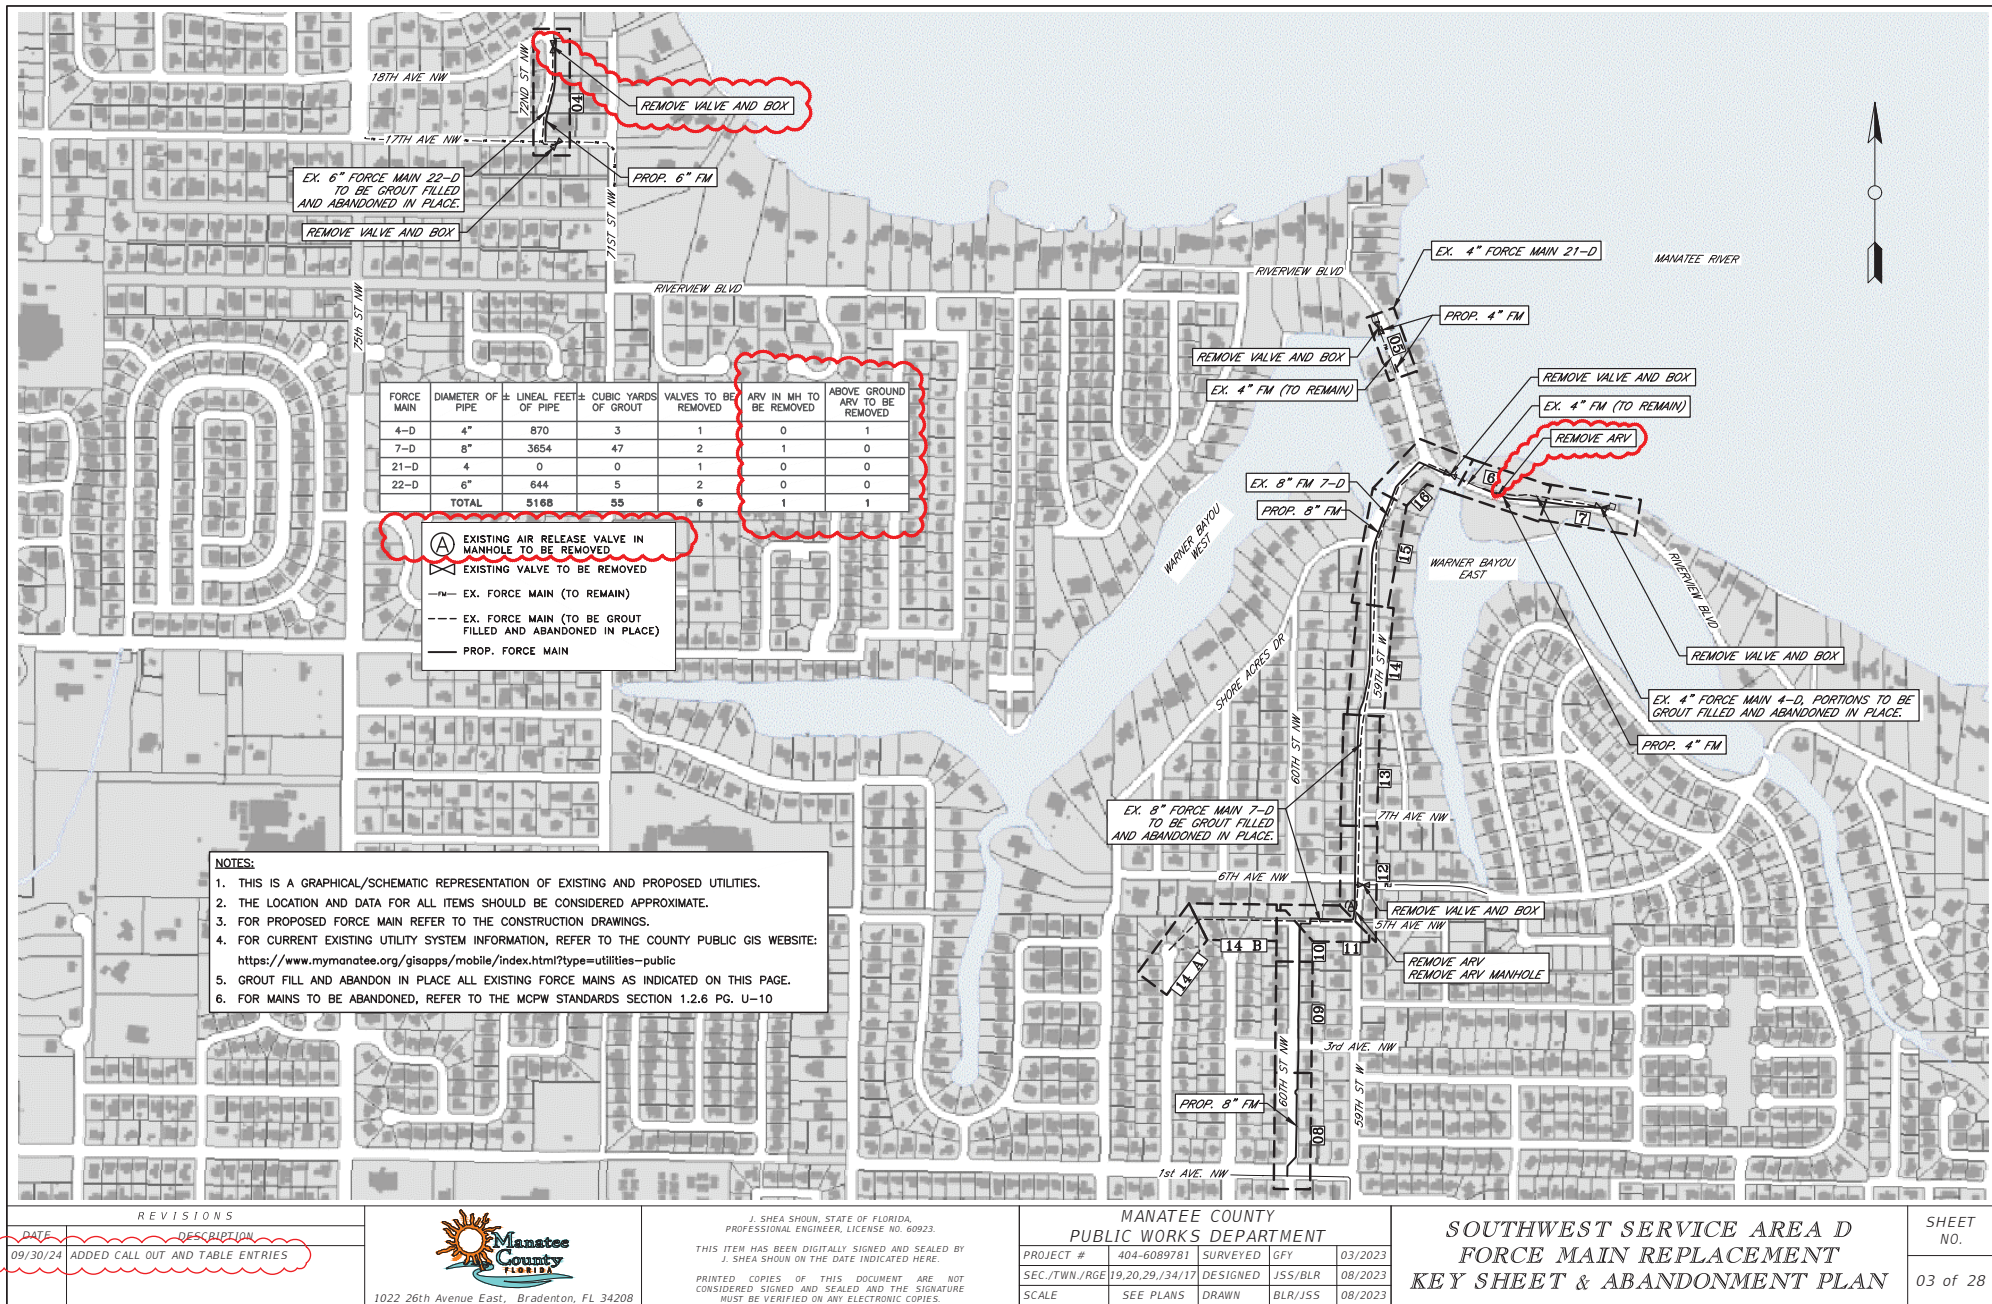 18TH AVE NW
72ND ST NW
04
REMOVE VALVE AND BOX
17TH AVE NW
EX. 6" FORCE MAIN 22-D
TO BE GROUT FILLED
AND ABANDONED IN PLACE.
PROP. 6" FM
REMOVE VALVE AND BOX
71ST ST NW
75th ST NW
RIVERVIEW BLVD
RIVERVIEW BLVD
EX. 4" FORCE MAIN 21-D
MANATEE RIVER
PROP. 4" FM
05
REMOVE VALVE AND BOX
EX. 4" FM (TO REMAIN)
REMOVE VALVE AND BOX
EX. 4" FM (TO REMAIN)
REMOVE ARV
FORCE MAIN DIAMETER OF PIPE ± LINEAL FEET OF PIPE ± CUBIC YARDS OF GROUT VALVES TO BE REMOVED ARV IN MH TO BE REMOVED ABOVE GROUND ARV TO BE REMOVED
4-D 4" 870 3 1 0 1
7-D 8" 3654 47 2 1 0
21-D 4 0 0 1 0 0
22-D 6" 644 5 2 0 0
TOTAL 5168 55 6 1 1
A EXISTING AIR RELEASE VALVE IN
MANHOLE TO BE REMOVED
EXISTING VALVE TO BE REMOVED
—FM— EX. FORCE MAIN (TO REMAIN)
EX. FORCE MAIN (TO BE GROUT
FILLED AND ABANDONED IN PLACE)
PROP. FORCE MAIN
EX. 8" FM 7-D
PROP. 8" FM
6
16
7
15
WARNER BAYOU
WEST
WARNER BAYOU
EAST
RIVERVIEW BLVD
REMOVE VALVE AND BOX
SHORE ACRES DR
59TH ST W
14
EX. 4" FORCE MAIN 4-D, PORTIONS TO BE
GROUT FILLED AND ABANDONED IN PLACE.
PROP. 4" FM
60TH ST NW
13
EX. 8" FORCE MAIN 7-D
TO BE GROUT FILLED
AND ABANDONED IN PLACE.
7TH AVE NW
12
6TH AVE NW
REMOVE VALVE AND BOX
A
5TH AVE NW
14 B
10
11
14 A
REMOVE ARV
REMOVE ARV MANHOLE
09
3rd AVE. NW
60TH ST NW
59TH ST W
PROP. 8" FM
08
1st AVE. NW
NOTES:
1. THIS IS A GRAPHICAL/SCHEMATIC REPRESENTATION OF EXISTING AND PROPOSED UTILITIES.
2. THE LOCATION AND DATA FOR ALL ITEMS SHOULD BE CONSIDERED APPROXIMATE.
3. FOR PROPOSED FORCE MAIN REFER TO THE CONSTRUCTION DRAWINGS.
4. FOR CURRENT EXISTING UTILITY SYSTEM INFORMATION, REFER TO THE COUNTY PUBLIC GIS WEBSITE:
https://www.mymanatee.org/gisapps/mobile/index.html?type=utilities-public
5. GROUT FILL AND ABANDON IN PLACE ALL EXISTING FORCE MAINS AS INDICATED ON THIS PAGE.
6. FOR MAINS TO BE ABANDONED, REFER TO THE MCPW STANDARDS SECTION 1.2.6 PG. U-10
REVISIONS
DATE DESCRIPTION
09/30/24 ADDED CALL OUT AND TABLE ENTRIES
Manatee
County
FLORIDA
1022 26th Avenue East, Bradenton, FL 34208
J. SHEA SHOUN, STATE OF FLORIDA,
PROFESSIONAL ENGINEER, LICENSE NO. 60923.
THIS ITEM HAS BEEN DIGITALLY SIGNED AND SEALED BY
J. SHEA SHOUN ON THE DATE INDICATED HERE.
PRINTED COPIES OF THIS DOCUMENT ARE NOT
CONSIDERED SIGNED AND SEALED AND THE SIGNATURE
MUST BE VERIFIED ON ANY ELECTRONIC COPIES.
MANATEE COUNTY
PUBLIC WORKS DEPARTMENT
PROJECT # 404-6089781 SURVEYED GFY 03/2023
SEC./TWN./RGE 19,20,29,/34/17 DESIGNED JSS/BLR 08/2023
SCALE SEE PLANS DRAWN BLR/JSS 08/2023
SOUTHWEST SERVICE AREA D
FORCE MAIN REPLACEMENT
KEY SHEET & ABANDONMENT PLAN
SHEET
NO.
03 of 28